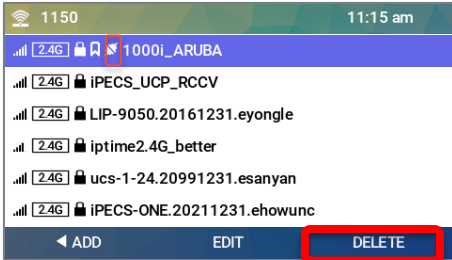 1150 11:15 am
2.4G 1000i_ARUBA
2.4G iPECS_UCP_RCCV
2.4G LIP-9050.20161231.eyongle
2.4G iptime2.4G_better
2.4G ucs-1-24.20991231.esanyan
2.4G iPECS-ONE.20211231.ehowunc
ADD EDIT DELETE